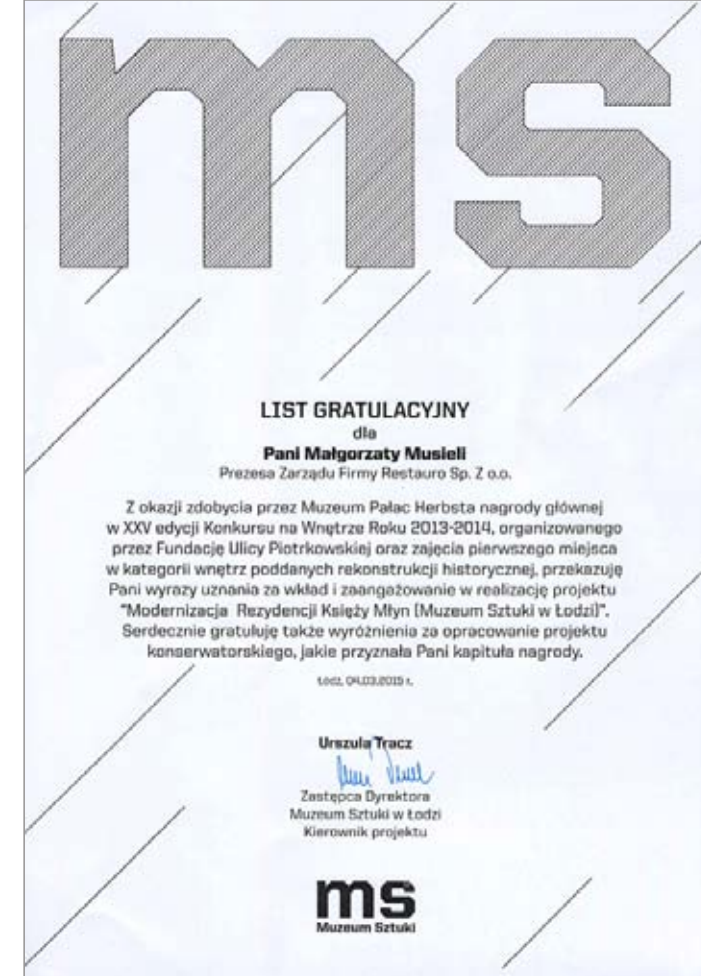 ms
LIST GRATULACYJNY
dla
Pani Małgorzaty Musieli
Prezesa Zarządu Firmy Restauro Sp. Z o.o.
Z okazji zdobycia przez Muzeum Pałac Herbsta nagrody głównej
w XXV edycji Konkursu na Wnętrze Roku 2013-2014, organizowanego
przez Fundację Ulicy Piotrkowskiej oraz zajęcia pierwszego miejsca
w kategorii wnętrz poddanych rekonstrukcji historycznej, przekazuję
Pani wyrazy uznania za wkład i zaangażowanie w realizację projektu
"Modernizacja Rezydencji Księży Młyn (Muzeum Sztuki w Łodzi)".
Serdecznie gratuluję także wyróżnienia za opracowanie projektu
konserwatorskiego, jakie przyznała Pani kapituła nagrody.
Łódź, 04.03.2015 r.
Urszula Tracz
Zastępca Dyrektora
Muzeum Sztuki w Łodzi
Kierownik projektu
ms
Muzeum Sztuki